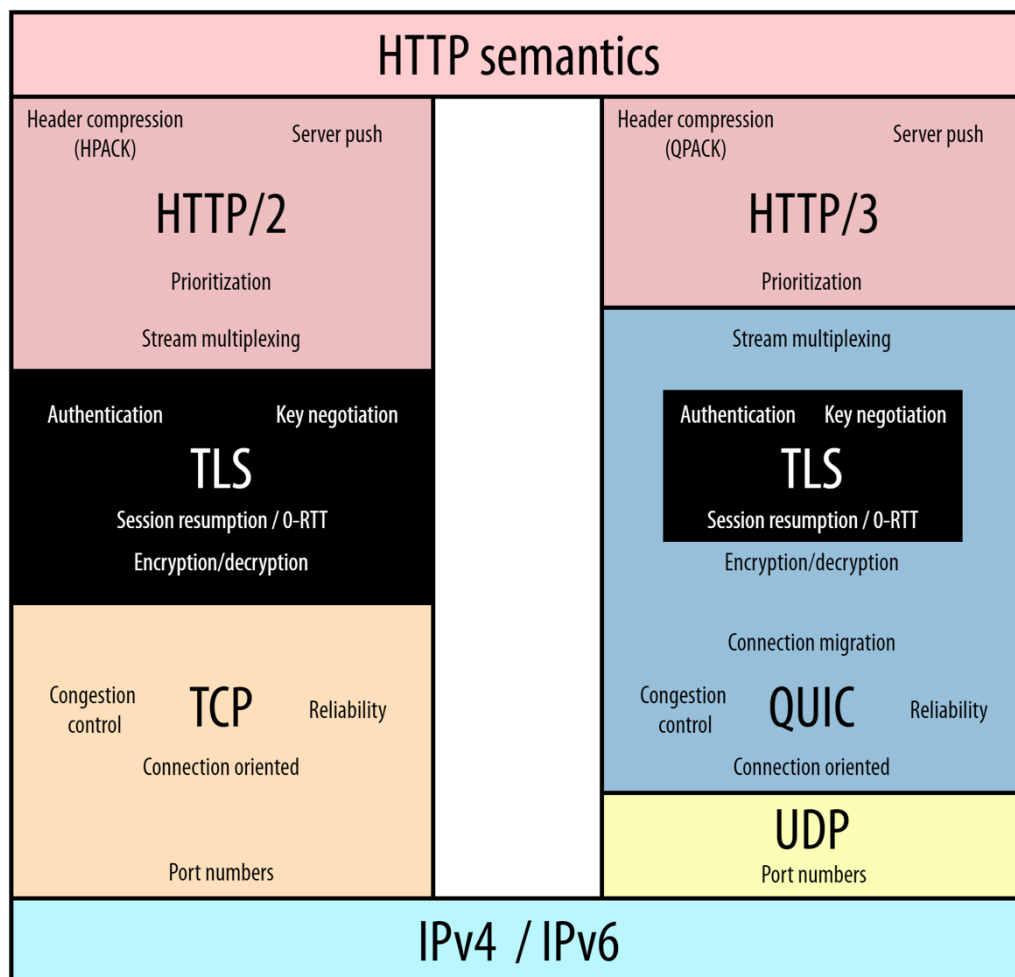 HTTP semantics
Header compression
(HPACK)
Server push
HTTP/2
Prioritization
Stream multiplexing
Authentication
Key negotiation
TLS
Session resumption / 0-RTT
Encryption/decryption
Congestion
control
TCP
Reliability
Connection oriented
Port numbers
Header compression
(QPACK)
Server push
HTTP/3
Prioritization
Stream multiplexing
Authentication
Key negotiation
TLS
Session resumption / 0-RTT
Encryption/decryption
Connection migration
Congestion
control
QUIC
Reliability
Connection oriented
UDP
Port numbers
IPv4 / IPv6